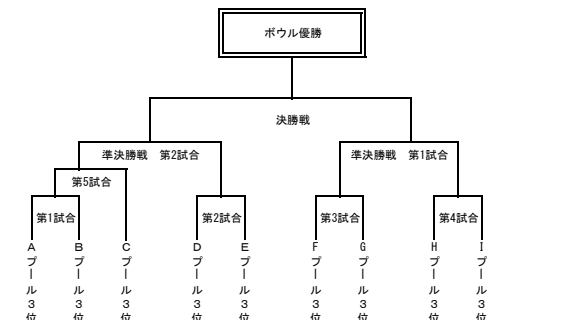 ボウル優勝
決勝戦
準決勝戦　第2試合
準決勝戦　第1試合
第5試合
第1試合
第2試合
第3試合
第4試合
Aプール3位
Bプール3位
Cプール3位
Dプール3位
Eプール3位
Fプール3位
Gプール3位
Hプール3位
Iプール3位